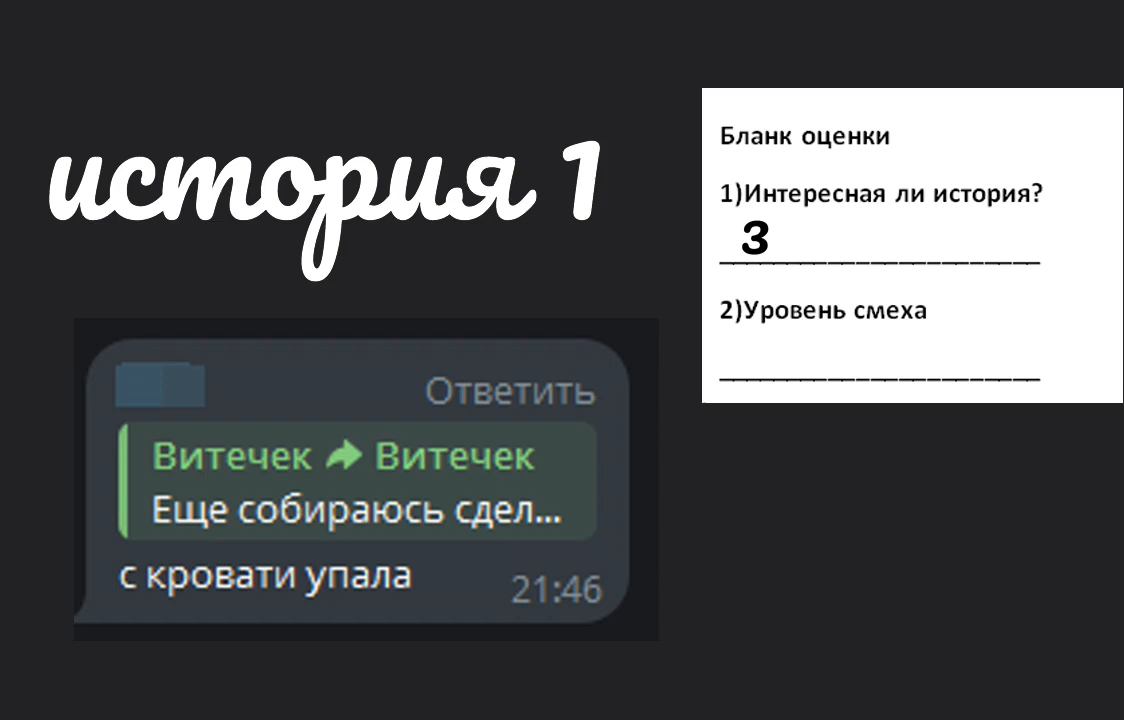 история 1
Ответить
Витечек Витечек
Еще собираюсь сдел...
с кровати упала
21:46
Бланк оценки
1)Интересная ли история?
3
2)Уровень смеха